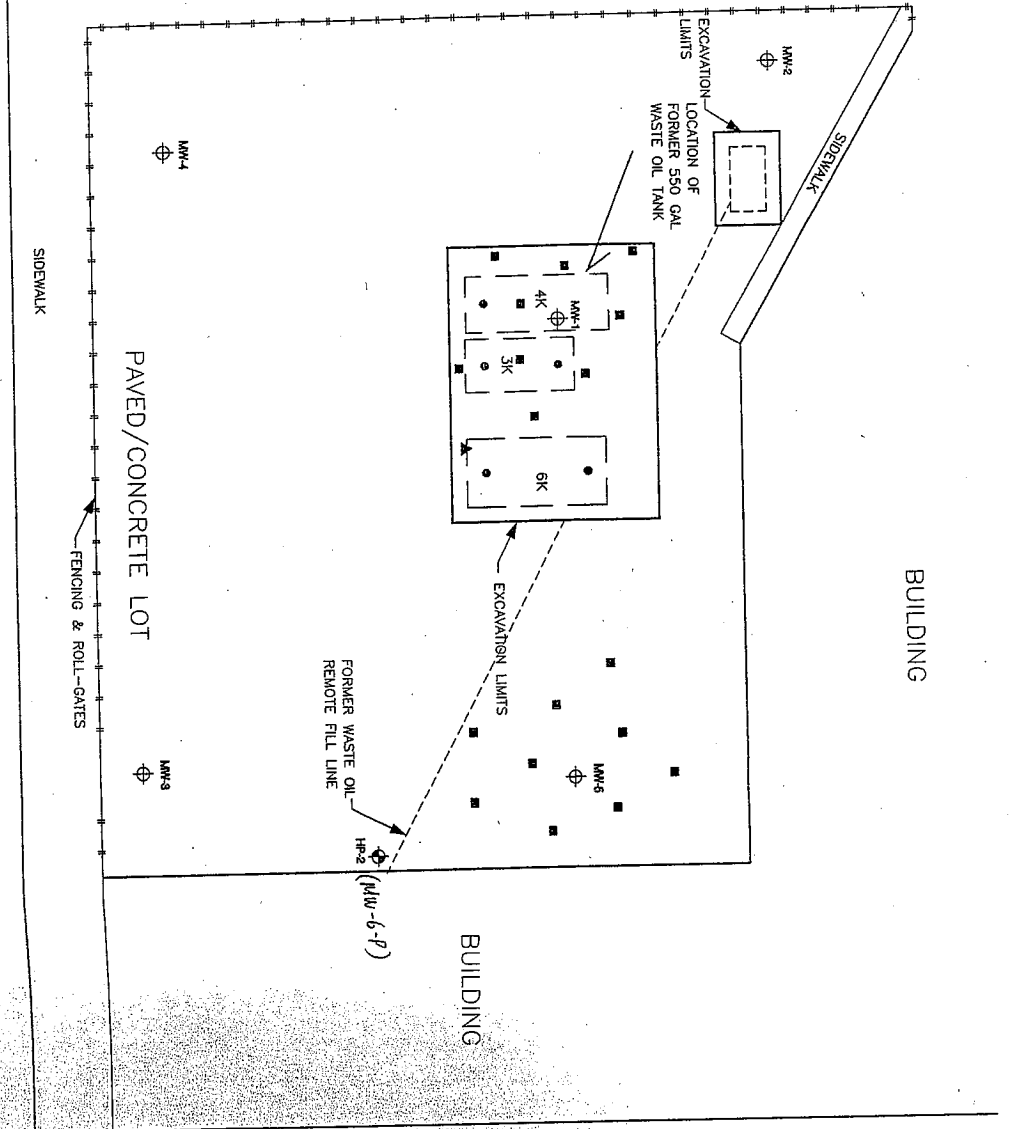 MW-2
EXCAVATION
LIMITS
SIDEWALK
LOCATION OF
FORMER 550 GAL
WASTE OIL TANK
MW-4
SIDEWALK
4K
MW-1
3K
6K
PAVED/CONCRETE LOT
FENCING & ROLL-GATES
EXCAVATION LIMITS
BUILDING
FORMER WASTE OIL
REMOTE FILL LINE
MW-5
MW-3
HP-2
(MW-6-P)
BUILDING